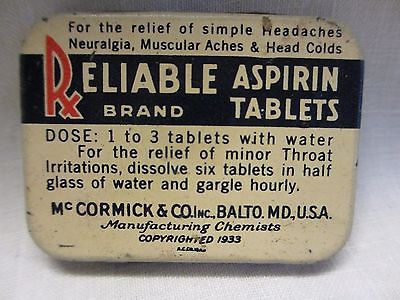 For the relief of simple Headaches
Neuralgia, Muscular Aches & Head Colds
RELIABLE ASPIRIN
BRAND TABLETS
DOSE: 1 to 3 tablets with water
For the relief of minor Throat
Irritations, dissolve six tablets in half
glass of water and gargle hourly.
McCORMICK & CO. INC., BALTO. MD., U.S.A.
Manufacturing Chemists
COPYRIGHTED 1933